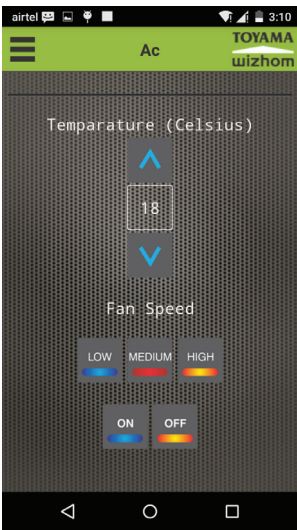 airtel 3:10
Ac
TOYAMA
wizhom
Temparature (Celsius)
18
Fan Speed
LOW MEDIUM HIGH
ON OFF